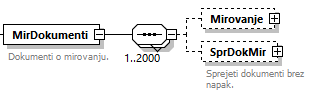 Mirovanje
MirDokumenti
Dokumenti o mirovanju.
1..2000
SprDokMir
Sprejeti dokumenti brez
napak.